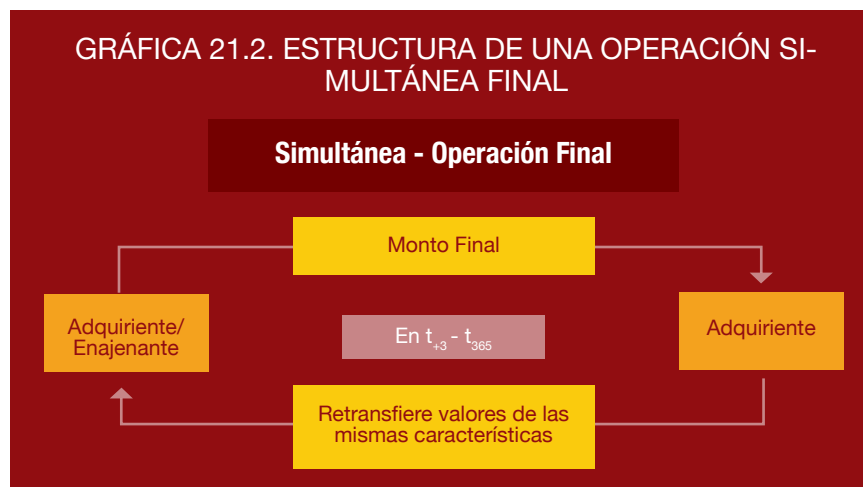 GRÁFICA 21.2. ESTRUCTURA DE UNA OPERACIÓN SI-
MULTÁNEA FINAL
Simultánea - Operación Final
Monto Final
Adquiriente/
Enajenante
En t+3 - t365
Adquiriente
Retransfiere valores de las
mismas características